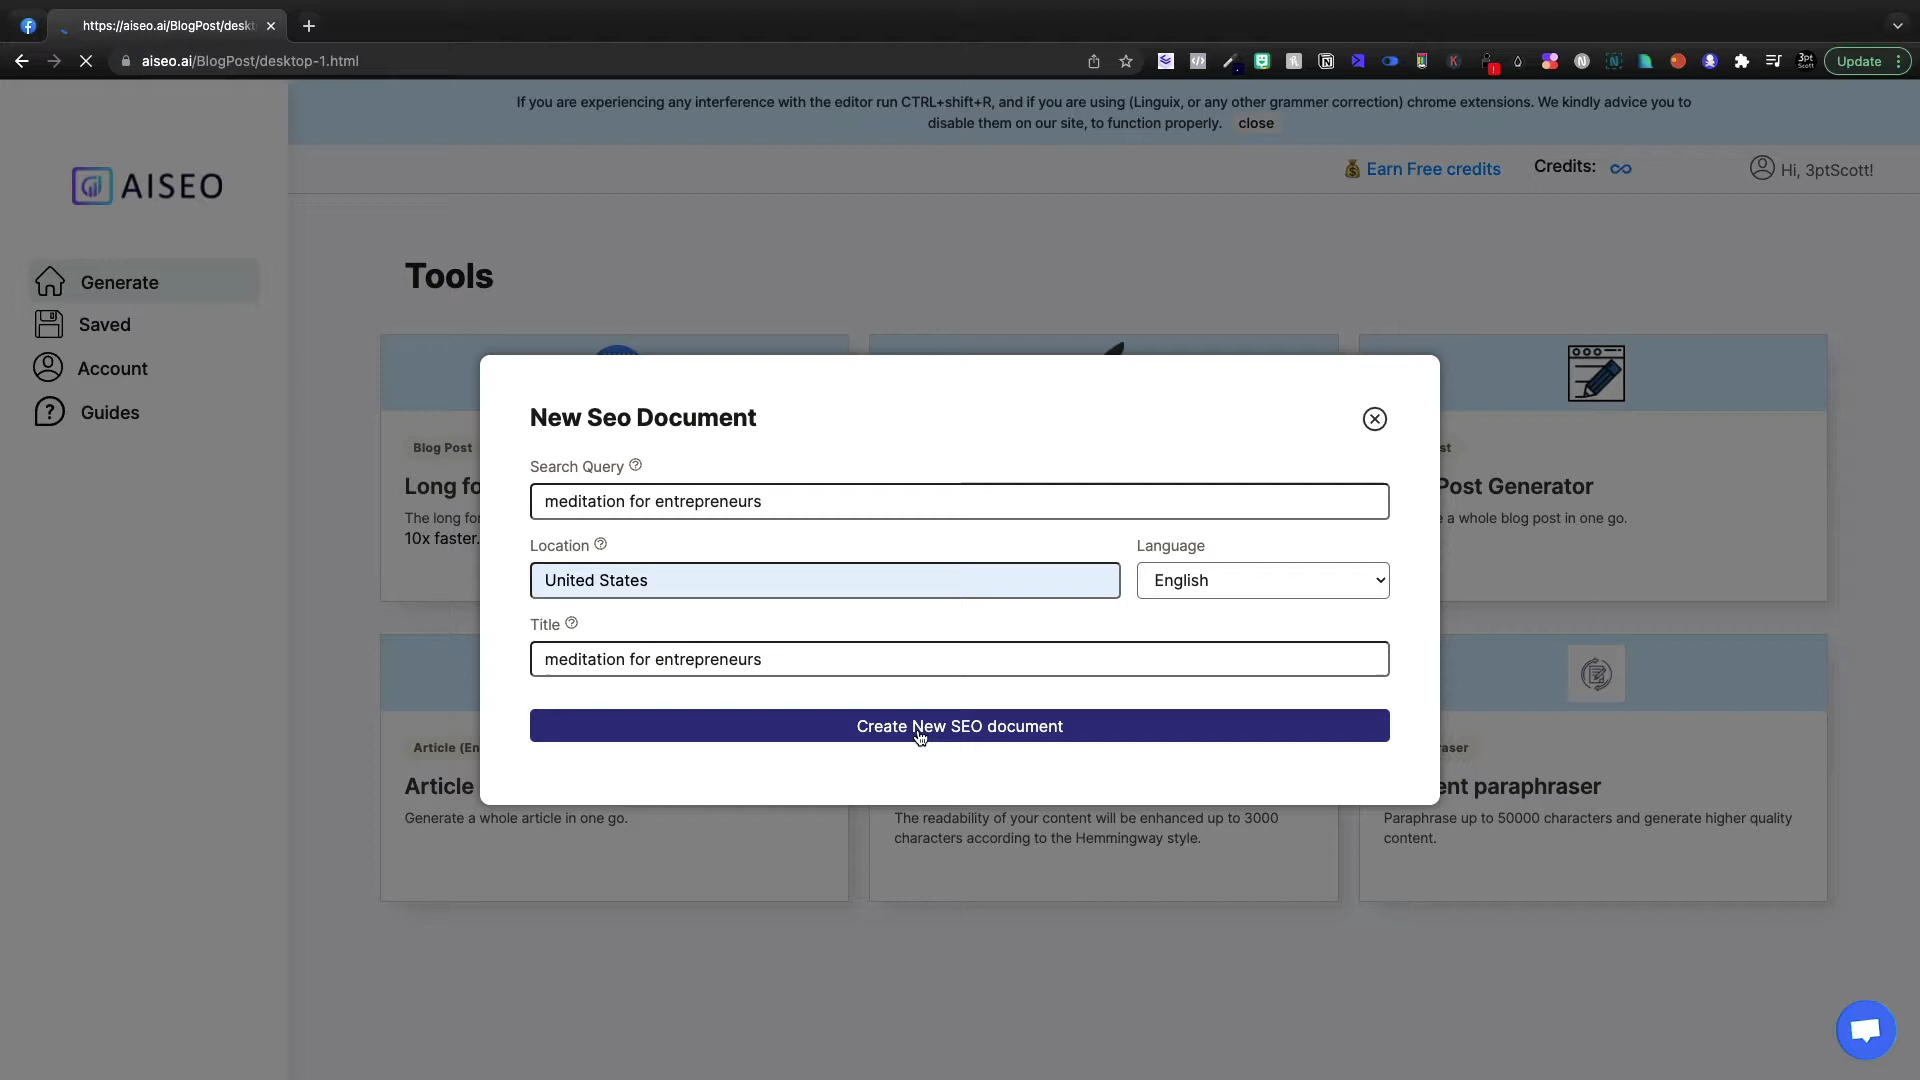 https://aiseo.ai/BlogPost/deskt
aiseo.ai/BlogPost/desktop-1.html
3pt
Scott
Update
If you are experiencing any interference with the editor run CTRL+shift+R, and if you are using (Linguix, or any other grammer correction) chrome extensions. We kindly advice you to
disable them on our site, to function properly. close
AISEO
Earn Free credits
Credits:
Hi, 3ptScott!
Generate
Saved
Account
Guides
Tools
Blog Post
Long fo
The long for
10x faster.
st
Post Generator
e a whole blog post in one go.
New Seo Document
Search Query
meditation for entrepreneurs
Location
Language
United States
English
Title
meditation for entrepreneurs
Create New SEO document
Article (En
Article
Generate a whole article in one go.
The readability of your content will be enhanced up to 3000
characters according to the Hemmingway style.
raser
ent paraphraser
Paraphrase up to 50000 characters and generate higher quality
content.